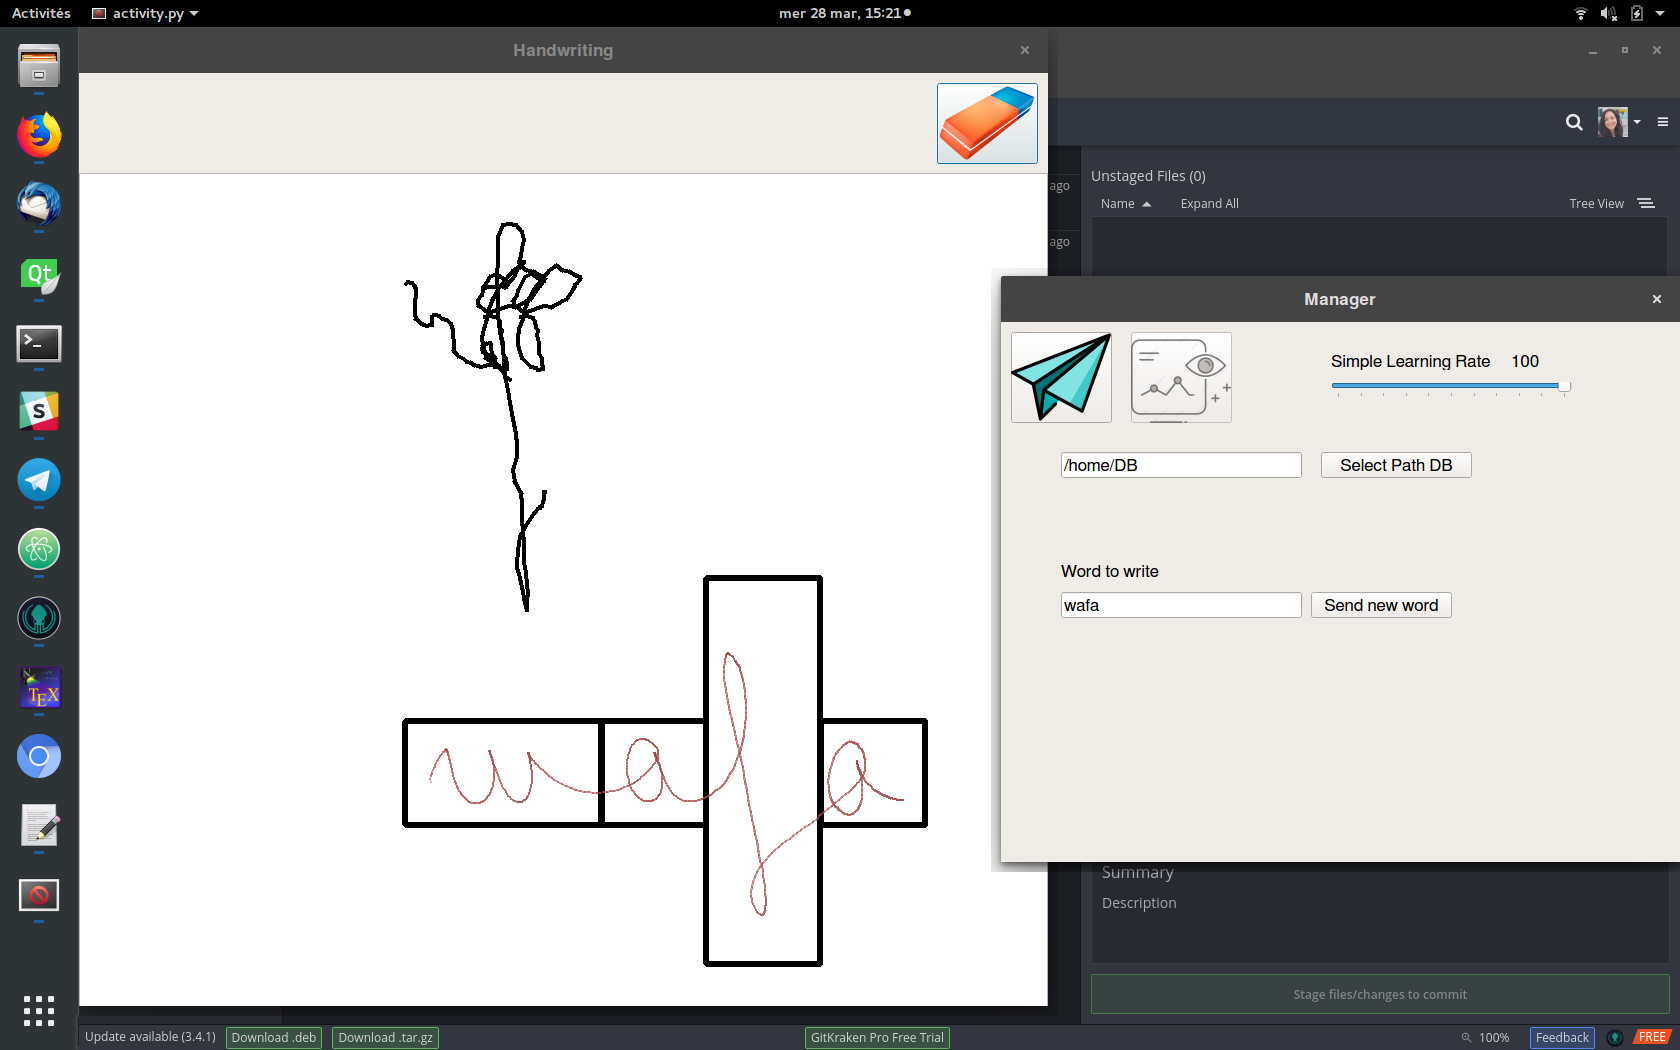 Activités activity.py mer 28 mar, 15:21
Handwriting
ago
ago
Unstaged Files (0)
Name Expand All Tree View
Manager
Simple Learning Rate 100
/home/DB Select Path DB
Word to write
wafa Send new word
wafa
Summary
Description
Stage files/changes to commit
Update available (3.4.1) Download .deb Download .tar.gz GitKraken Pro Free Trial 100% Feedback FREE
Qt
>_
S
TEX